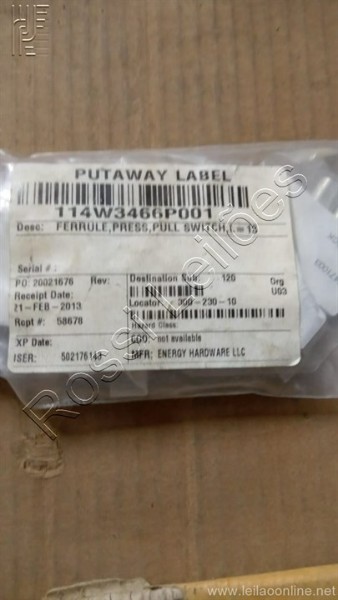 PUTAWAY LABEL
114W3466P001
Desc: FERRULE,PRESS,PULL SWITCH,L=13
Serial #:
PO: 20021676 Rev: Destination Sub: 120 Org
Receipt Date: U03
21-FEB-2013 Locator: 000-230-10
Rcpt #: 58678 Hazard Class:
XP Date: COO: not available
ISER: MFR: ENERGY HARDWARE LLC
Rossi Leilões
www.leilaoonline.net